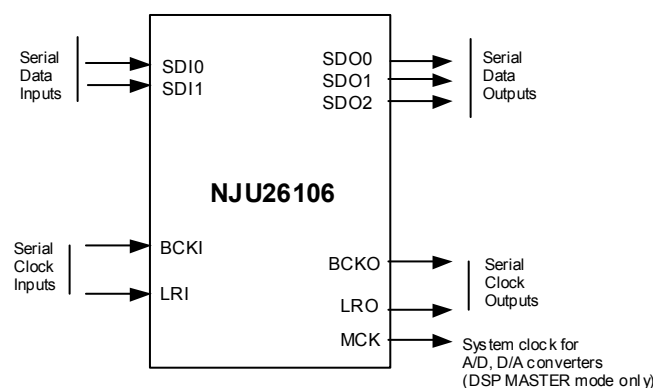 Serial
Data
Inputs
SDI0
SDI1
SDO0
SDO1
SDO2
Serial
Data
Outputs
NJU26106
Serial
Clock
Inputs
BCKI
LRI
BCKO
LRO
MCK
Serial
Clock
Outputs
System clock for
A/D, D/A converters
(DSP MASTER mode only)